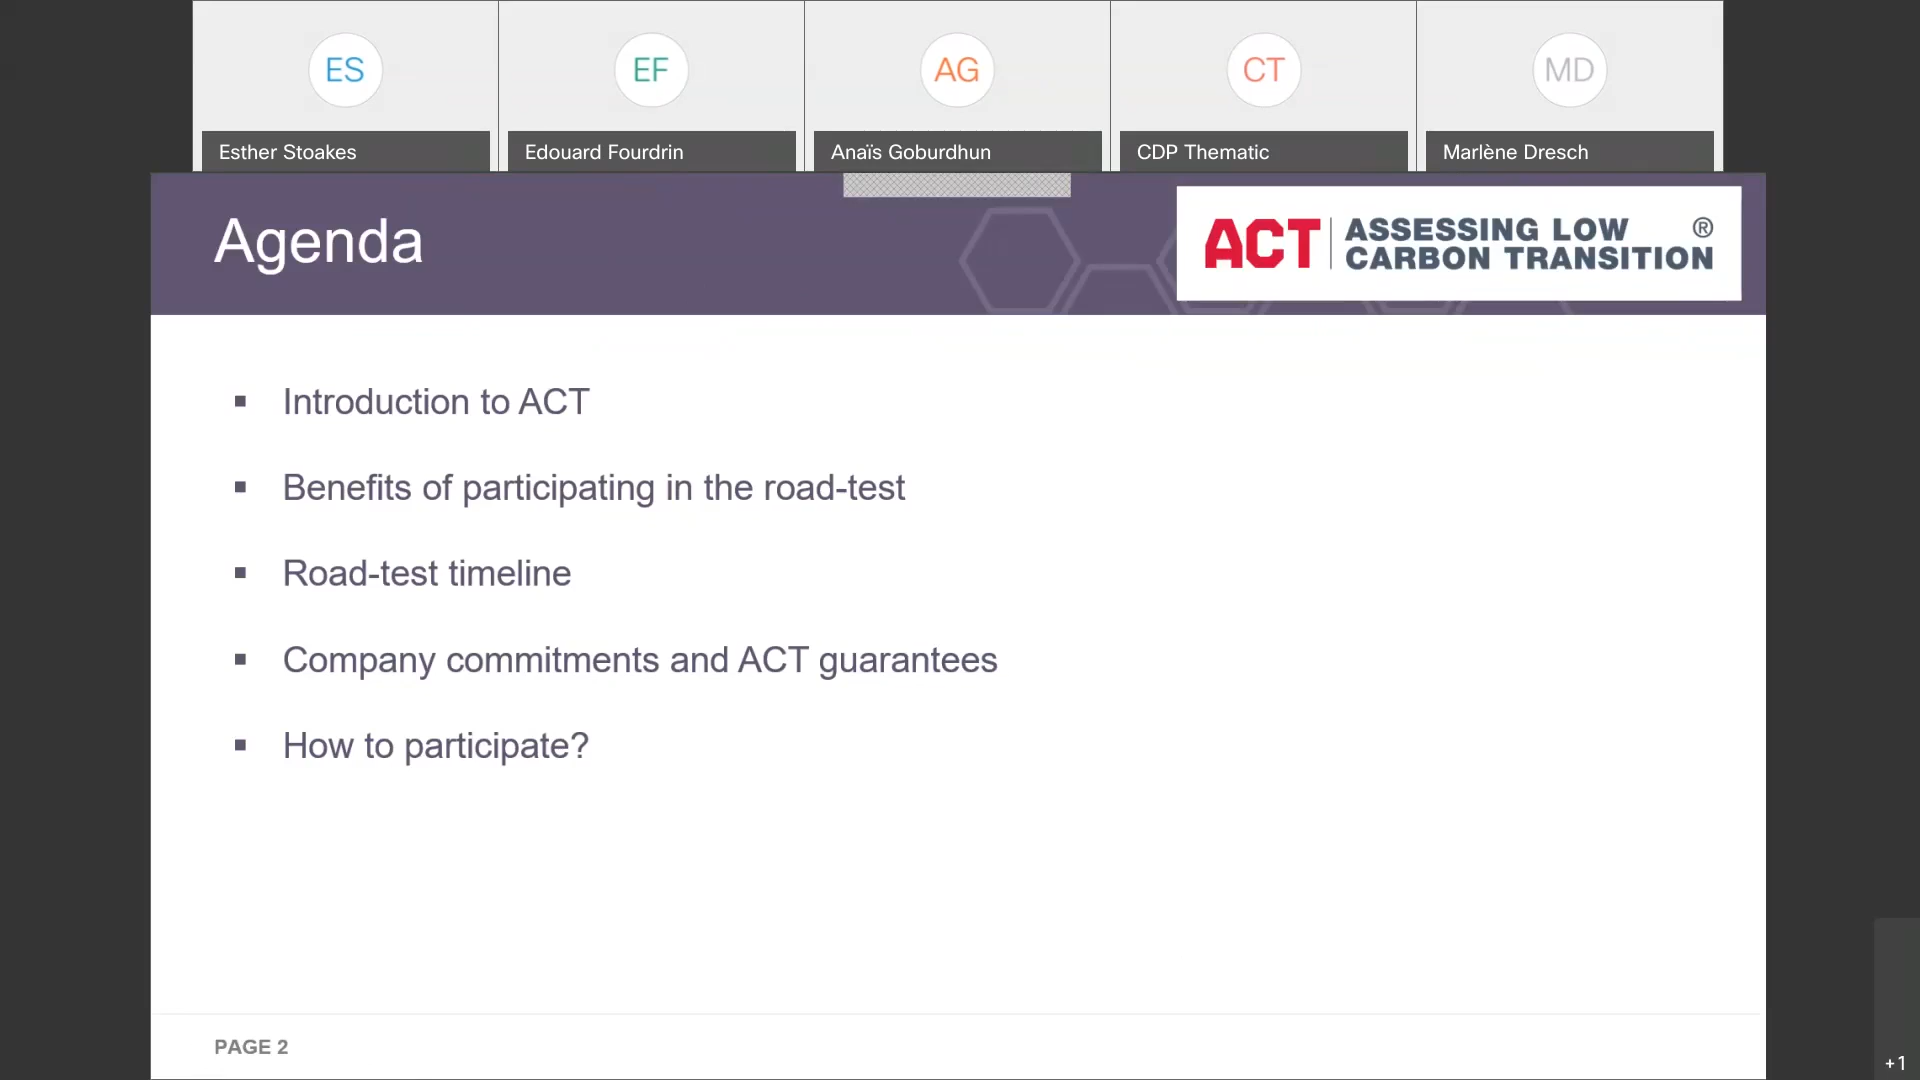 ES
EF
AG
CT
MD
Esther Stoakes
Edouard Fourdrin
Anaïs Goburdhun
CDP Thematic
Marlène Dresch
Agenda
ACT
ASSESSING LOW ®
CARBON TRANSITION
▪ Introduction to ACT
▪ Benefits of participating in the road-test
▪ Road-test timeline
▪ Company commitments and ACT guarantees
▪ How to participate?
PAGE 2
+1